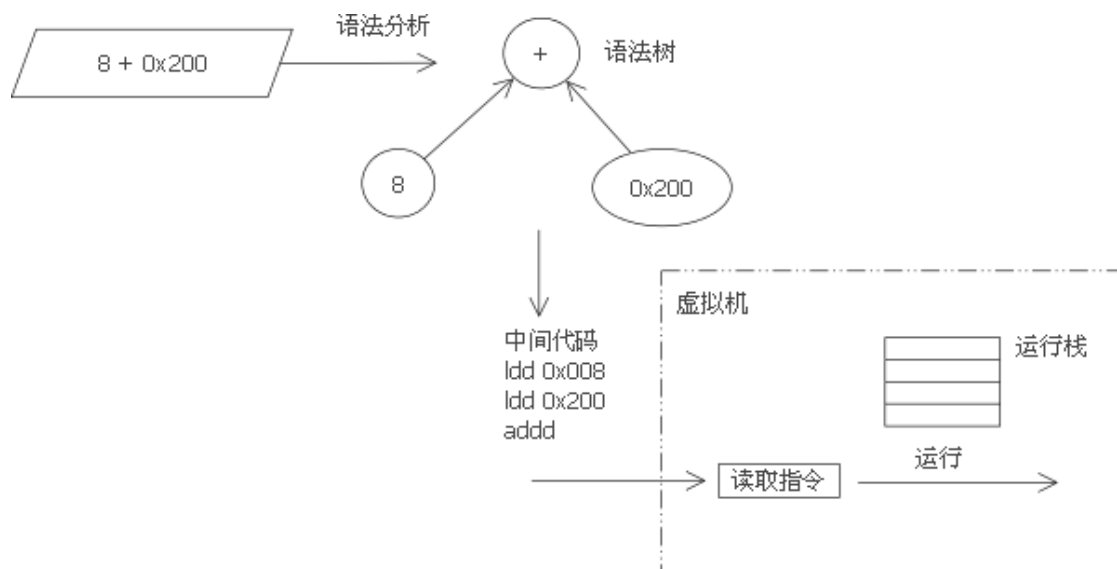 语法分析
8 + 0x200
+
语法树
8
0x200
虚拟机
中间代码
ldd 0x008
ldd 0x200
addd
运行栈
运行
读取指令